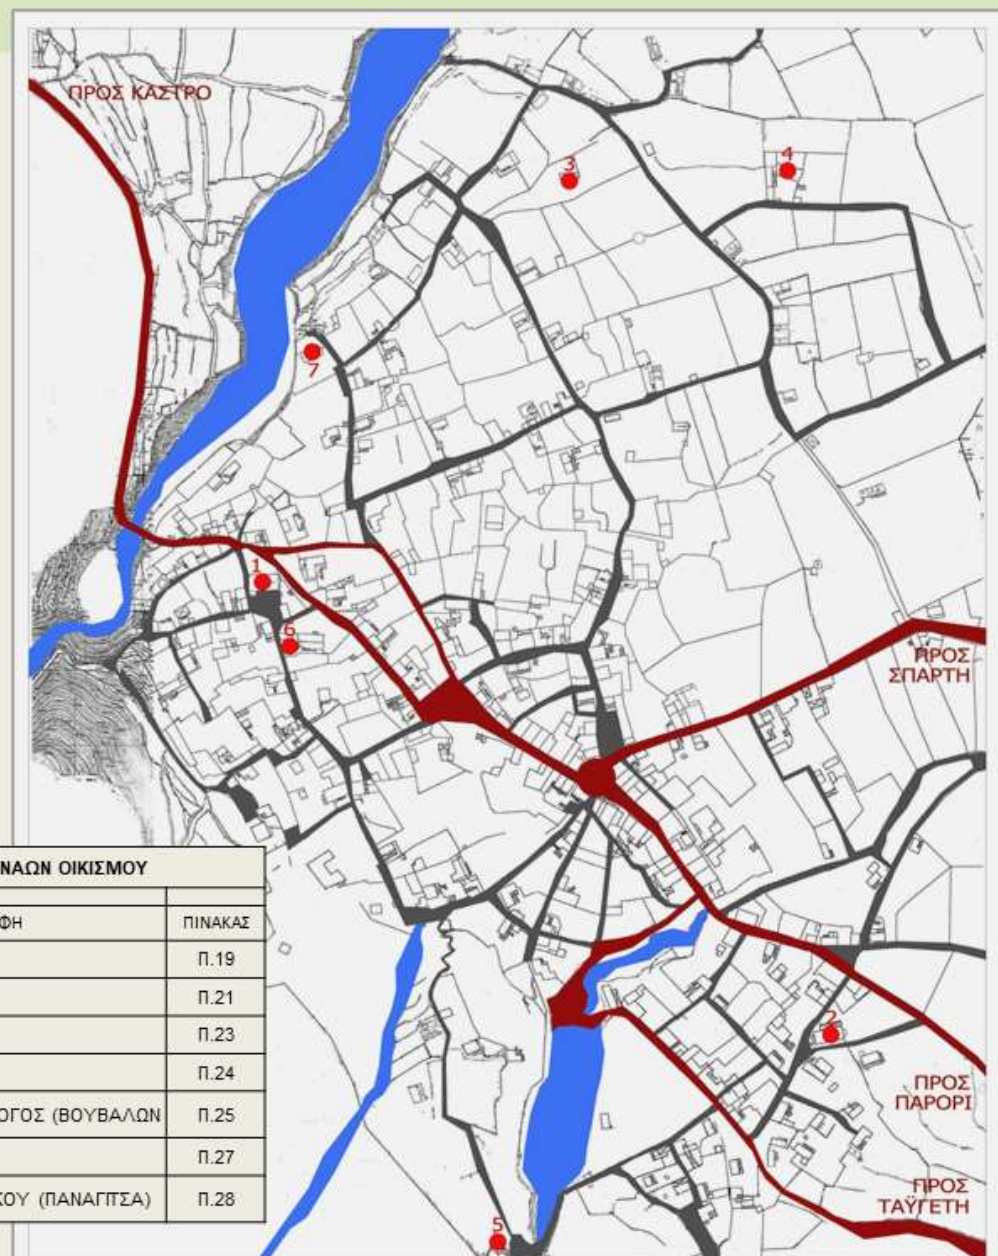 ΠΡΟΣ ΚΑΣΤΡΟ
3
4
7
1
6
ΠΡΟΣ
ΣΠΑΡΤΗ
2
ΠΡΟΣ
ΠΑΡΟΡΙ
ΠΡΟΣ
ΤΑΫΓΕΤΗ
5
ΝΑΩΝ ΟΙΚΙΣΜΟΥ
ΦΗ ΠΙΝΑΚΑΣ
Π.19
Π.21
Π.23
Π.24
ΟΓΟΣ (ΒΟΥΒΑΛΩΝ Π.25
Π.27
ΚΟΥ (ΠΑΝΑΓΙΤΣΑ) Π.28